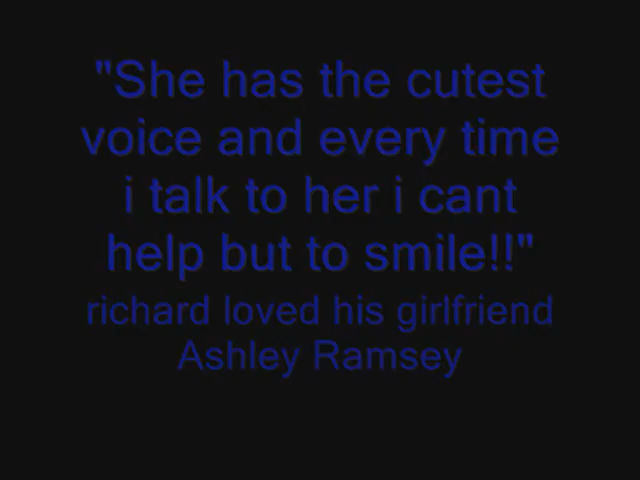 "She has the cutest
voice and every time
i talk to her i cant
help but to smile!!"
richard loved his girlfriend
Ashley Ramsey